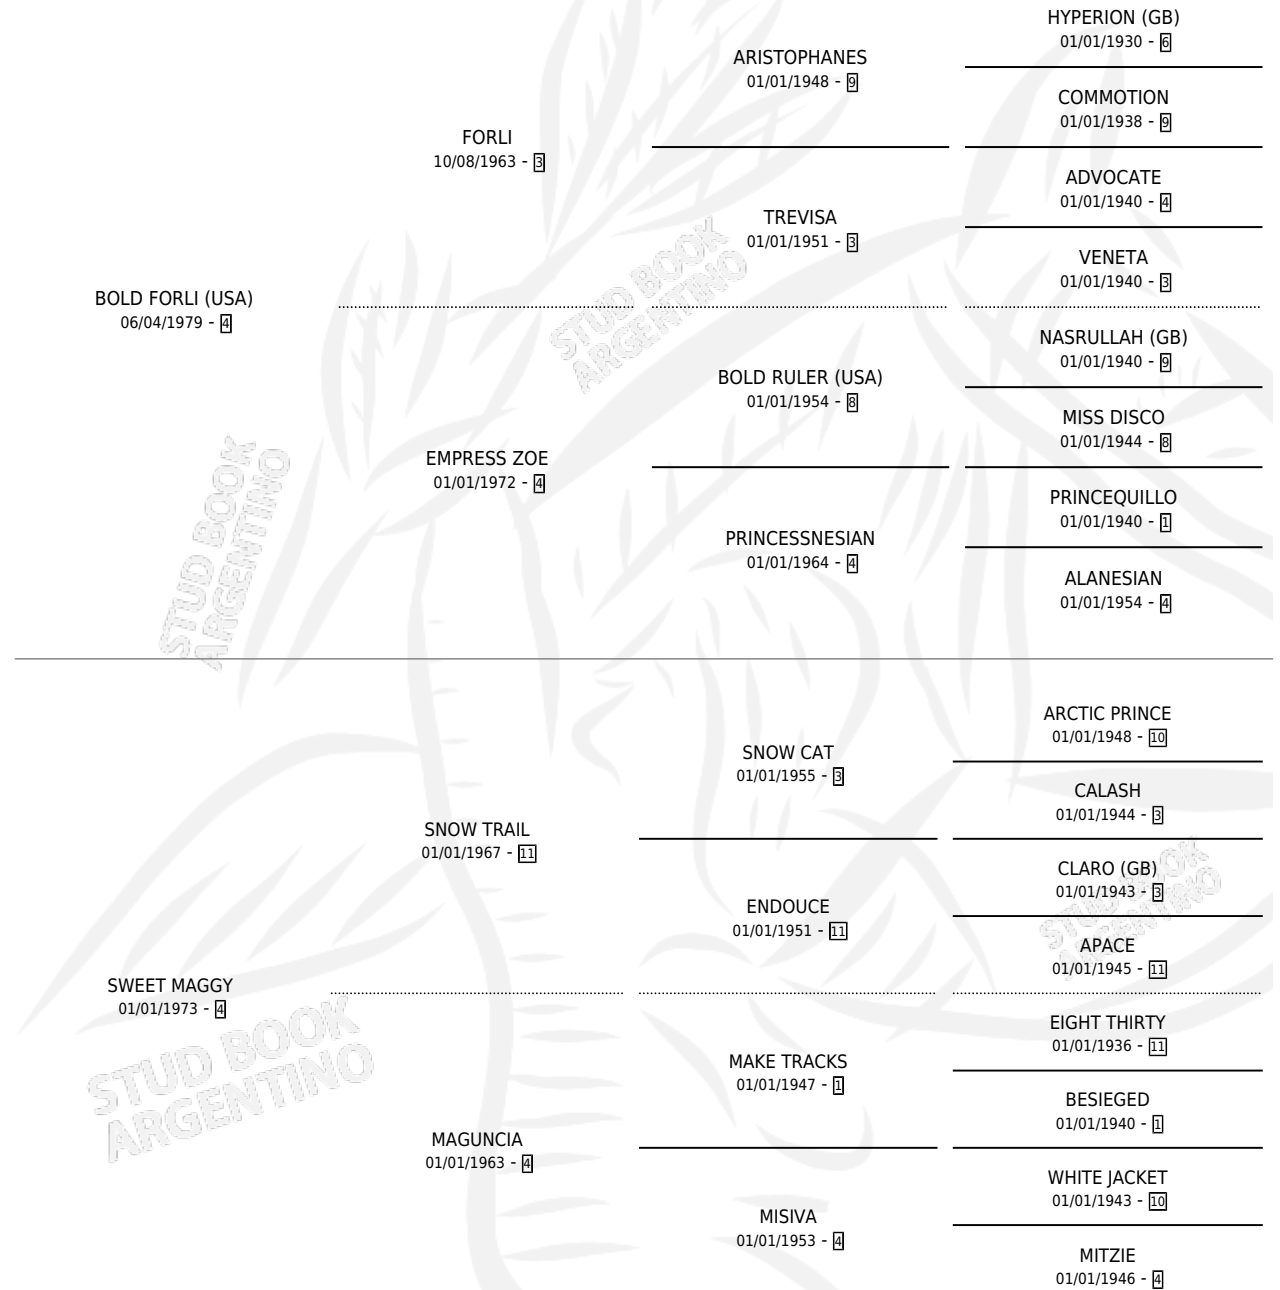 HYPERION (GB)
01/01/1930 - 6
ARISTOPHANES
01/01/1948 - 9
COMMOTION
01/01/1938 - 9
FORLI
10/08/1963 - 3
ADVOCATE
01/01/1940 - 4
TREVISA
01/01/1951 - 3
VENETA
01/01/1940 - 3
BOLD FORLI (USA)
06/04/1979 - 4
NASRULLAH (GB)
01/01/1940 - 9
BOLD RULER (USA)
01/01/1954 - 8
MISS DISCO
01/01/1944 - 8
EMPRESS ZOE
01/01/1972 - 4
PRINCEQUILLO
01/01/1940 - 1
PRINCESSNESIAN
01/01/1964 - 4
ALANESIAN
01/01/1954 - 4
ARCTIC PRINCE
01/01/1948 - 10
SNOW CAT
01/01/1955 - 3
CALASH
01/01/1944 - 3
SNOW TRAIL
01/01/1967 - 11
CLARO (GB)
01/01/1943 - 3
ENDOUCE
01/01/1951 - 11
APACE
01/01/1945 - 11
SWEET MAGGY
01/01/1973 - 4
EIGHT THIRTY
01/01/1936 - 11
MAKE TRACKS
01/01/1947 - 1
BESIEGED
01/01/1940 - 1
MAGUNCIA
01/01/1963 - 4
WHITE JACKET
01/01/1943 - 10
MISIVA
01/01/1953 - 4
MITZIE
01/01/1946 - 4
STUD BOOK
ARGENTINO
STUD BOOK
ARGENTINO
STUD BOOK
ARGENTINO
STUD BOOK
ARGENTINO